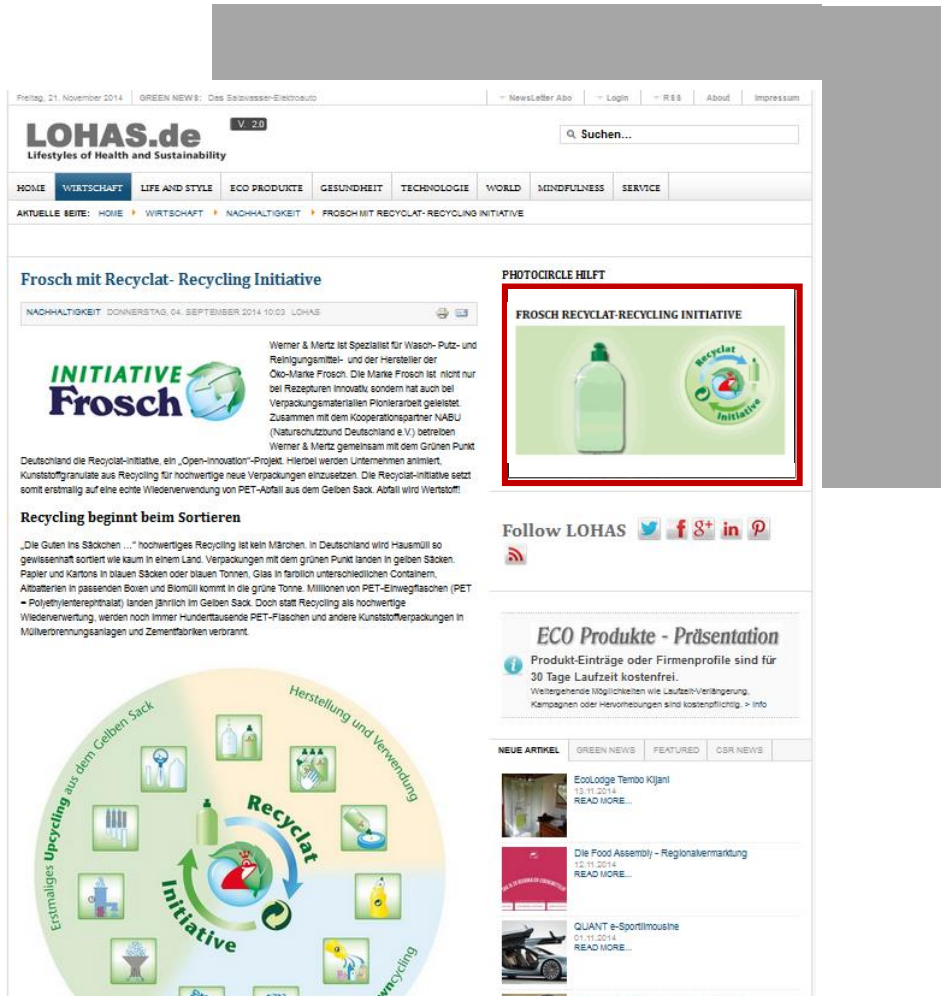 Freitag, 21. November 2014
GREEN NEWS: Das Salzwasser-Elektroauto
NewsLetter Abo
Login
RSS
About
Impressum
LOHAS.de
V. 2.0
Lifestyles of Health and Sustainability
Suchen...
HOME
WIRTSCHAFT
LIFE AND STYLE
ECO PRODUKTE
GESUNDHEIT
TECHNOLOGIE
WORLD
MINDFULNESS
SERVICE
AKTUELLE SEITE: HOME WIRTSCHAFT NACHHALTIGKEIT FROSCH MIT RECYCLAT- RECYCLING INITIATIVE
Frosch mit Recyclat- Recycling Initiative
NACHHALTIGKEIT DONNERSTAG, 04. SEPTEMBER 2014 10:03 LOHAS
INITIATIVE
Frosch
Werner & Mertz ist Spezialist für Wasch- Putz- und
Reinigungsmittel- und der Hersteller der
Öko-Marke Frosch. Die Marke Frosch ist nicht nur
bei Rezepturen innovativ, sondern hat auch bei
Verpackungsmaterialien Pionierarbeit geleistet.
Zusammen mit dem Kooperationspartner NABU
(Naturschutzbund Deutschland e.V.) betreiben
Werner & Mertz gemeinsam mit dem Grünen Punkt
Deutschland die Recyclat-Initiative, ein „Open-Innovation“-Projekt. Hierbei werden Unternehmen animiert,
Kunststoffgranulate aus Recycling für hochwertige neue Verpackungen einzusetzen. Die Recyclat-Initiative setzt
somit erstmalig auf eine echte Wiederverwendung von PET-Abfall aus dem Gelben Sack. Abfall wird Wertstoff!
Recycling beginnt beim Sortieren
„Die Guten ins Säckchen …“ hochwertiges Recycling ist kein Märchen. In Deutschland wird Hausmüll so
gewissenhaft sortiert wie kaum in einem Land. Verpackungen mit dem grünen Punkt landen in gelben Säcken.
Papier und Kartons in blauen Säcken oder blauen Tonnen, Glas in farblich unterschiedlichen Containern,
Altbatterien in passenden Boxen und Biomüll kommt in die grüne Tonne. Millionen von PET-Einwegflaschen (PET
= Polyethylenterephthalat) landen jährlich im Gelben Sack. Doch statt Recycling als hochwertige
Wiederverwertung, werden noch immer Hunderttausende PET-Flaschen und andere Kunststoffverpackungen in
Müllverbrennungsanlagen und Zementfabriken verbrannt.
Erstmaliges Upcycling aus dem Gelben Sack
Herstellung und Verwendung
Recyclat
Initiative
PHOTOCIRCLE HILFT
FROSCH RECYCLAT-RECYCLING INITIATIVE
Recyclat
Initiative
Follow LOHAS
ECO Produkte - Präsentation
Produkt-Einträge oder Firmenprofile sind für
30 Tage Laufzeit kostenfrei.
Weitergehende Möglichkeiten wie Laufzeit-Verlängerung,
Kampagnen oder Hervorhebungen sind kostenpflichtig. > Info
NEUE ARTIKEL
GREEN NEWS
FEATURED
CSR NEWS
EcoLodge Tembo Kijani
13.11.2014
READ MORE...
Die Food Assembly - Regionalvermarktung
12.11.2014
READ MORE...
QUANT e-Sportlimousine
01.11.2014
READ MORE...